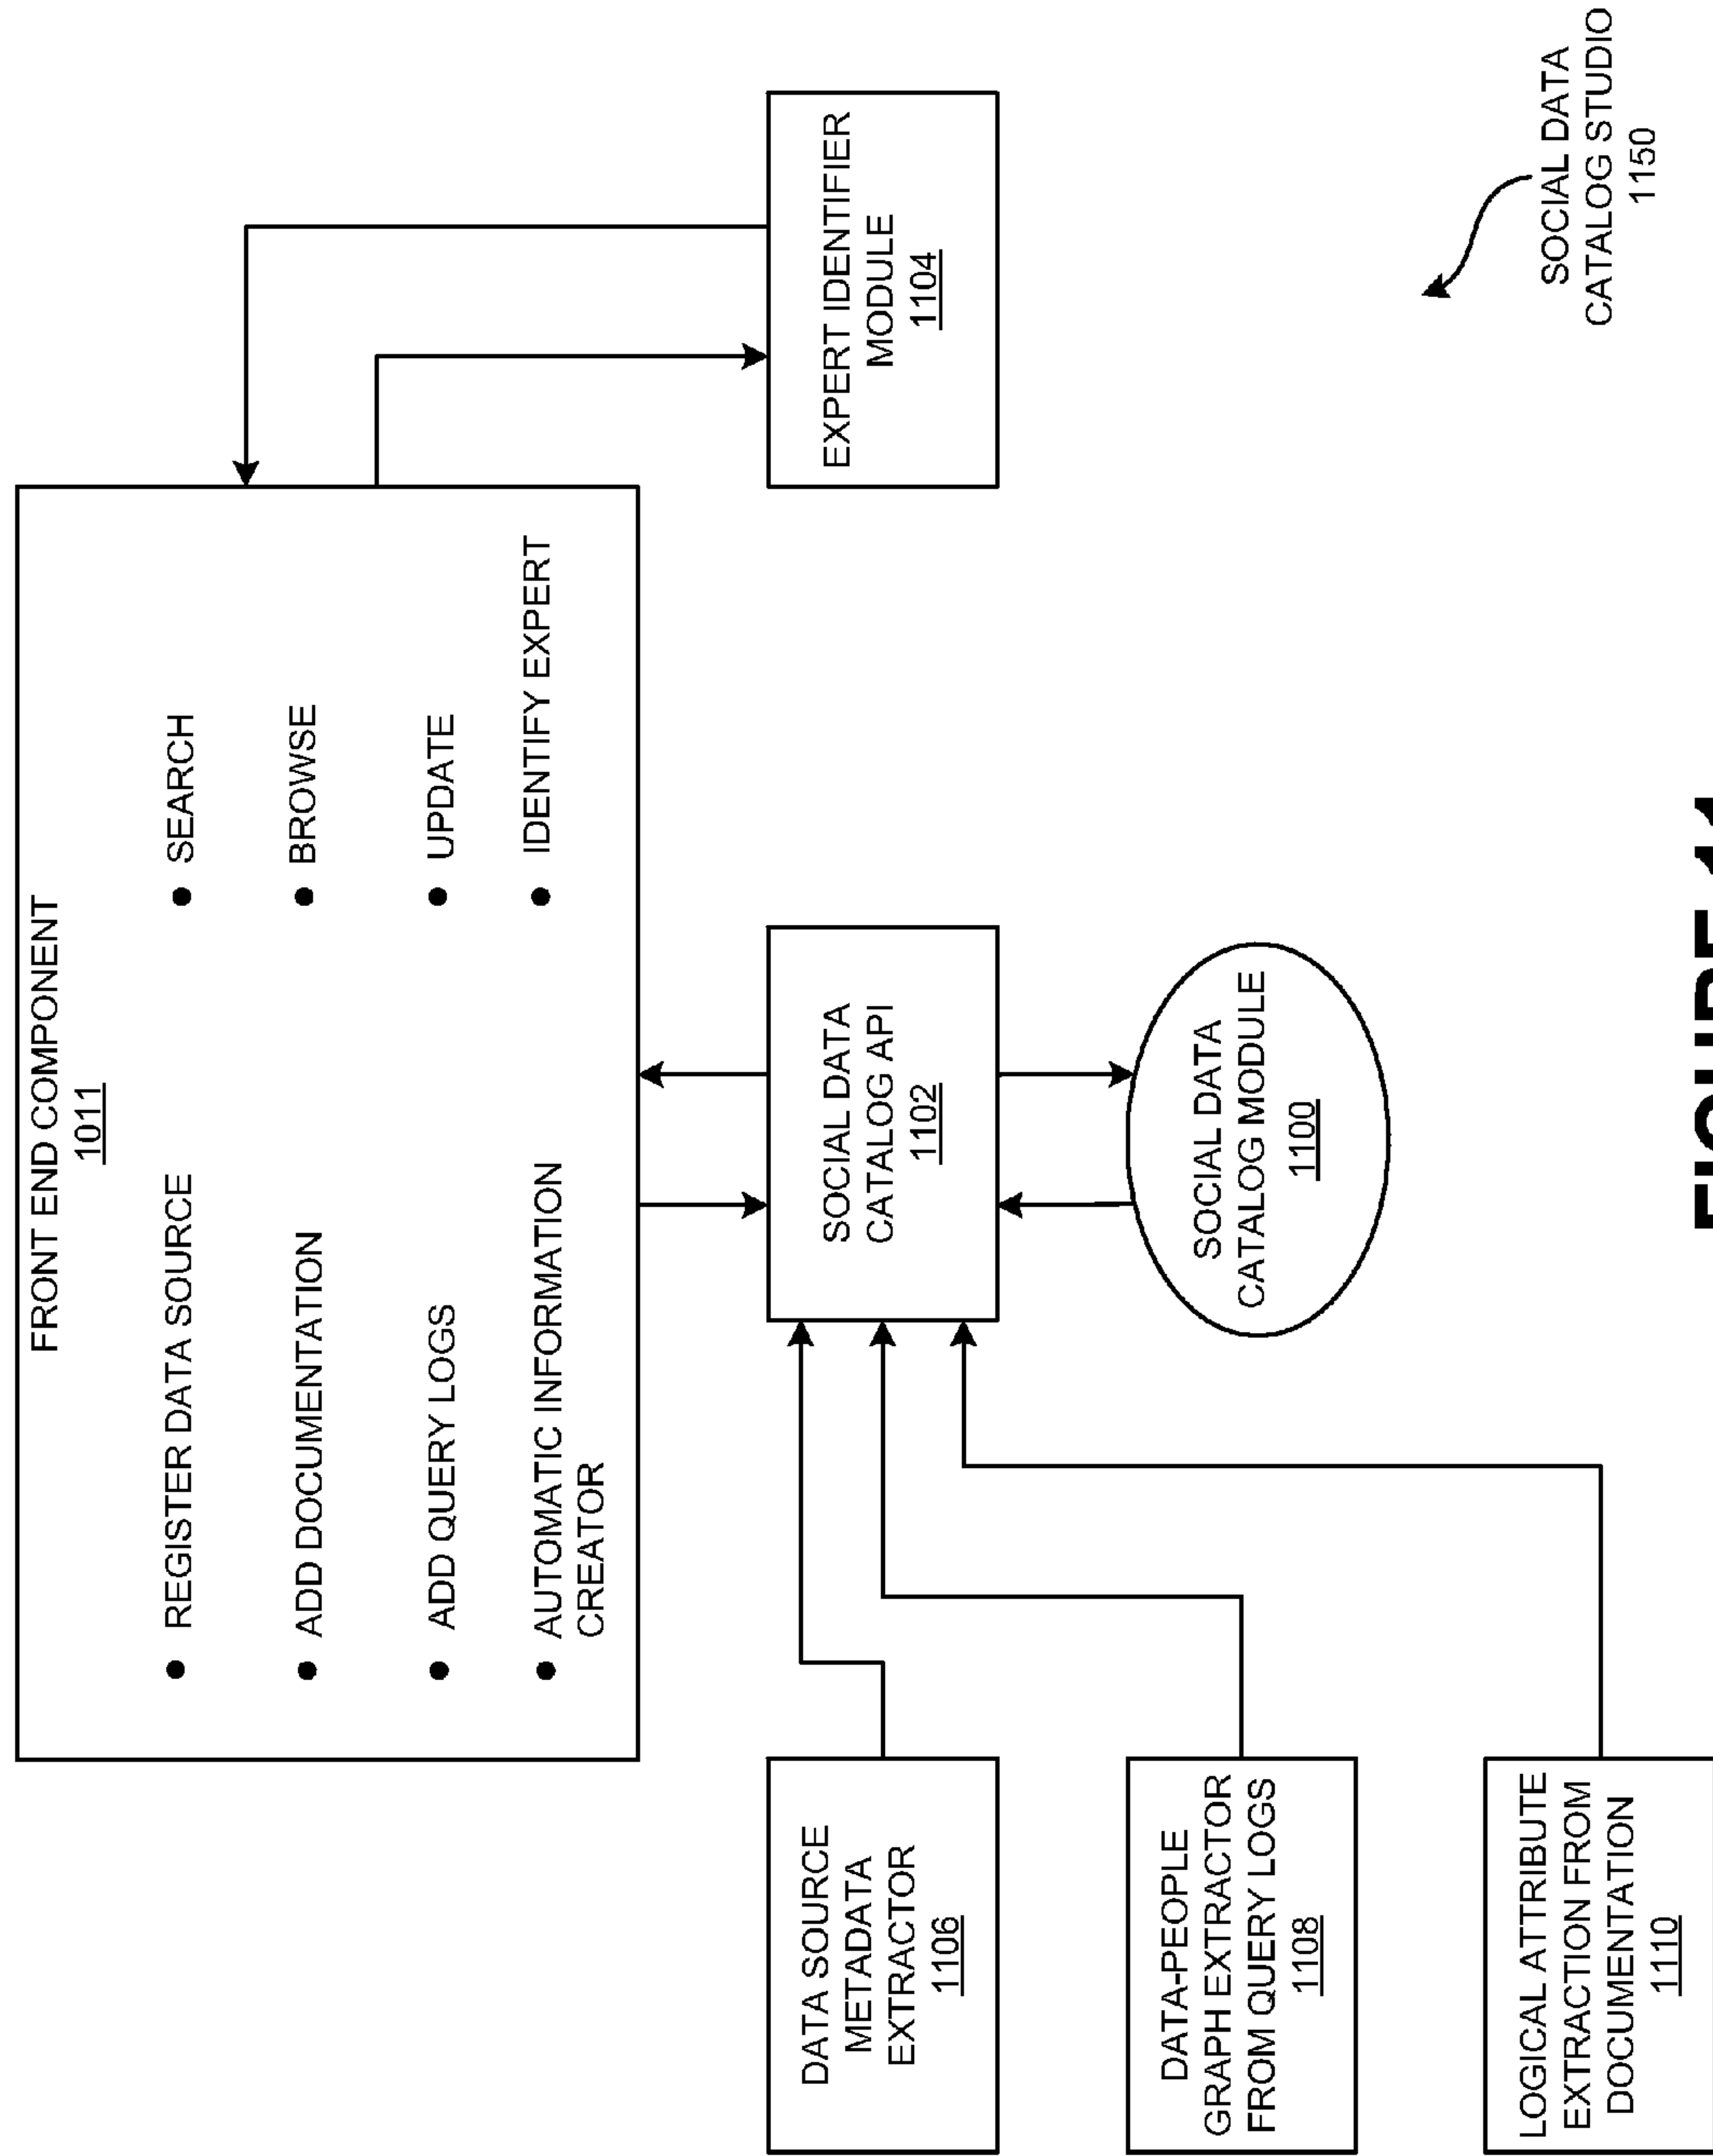 FRONT END COMPONENT
1011
• REGISTER DATA SOURCE
• ADD DOCUMENTATION
• ADD QUERY LOGS
• AUTOMATIC INFORMATION
CREATOR
• SEARCH
• BROWSE
• UPDATE
• IDENTIFY EXPERT
DATA SOURCE
METADATA
EXTRACTOR
1106
SOCIAL DATA
CATALOG API
1102
EXPERT IDENTIFIER
MODULE
1104
DATA-PEOPLE
GRAPH EXTRACTOR
FROM QUERY LOGS
1108
SOCIAL DATA
CATALOG MODULE
1100
LOGICAL ATTRIBUTE
EXTRACTION FROM
DOCUMENTATION
1110
SOCIAL DATA
CATALOG STUDIO
1150
FIGURE 11